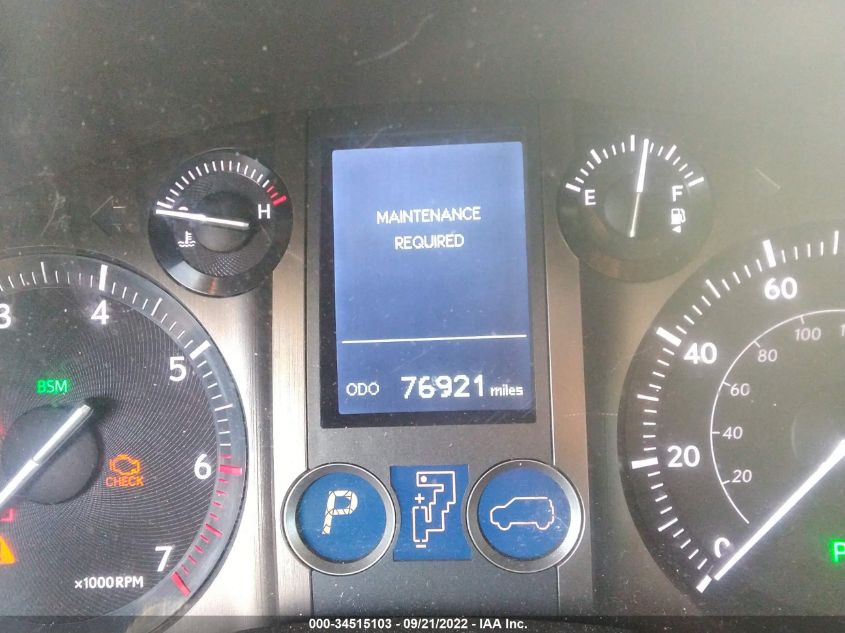 MAINTENANCE
REQUIRED
ODO 76921 miles
H
E
F
3
4
5
6
7
x1000RPM
BSM
CHECK
P
+
-
60
40
20
0
100
80
60
40
20
P
000-34515103 - 09/21/2022 - IAA Inc.